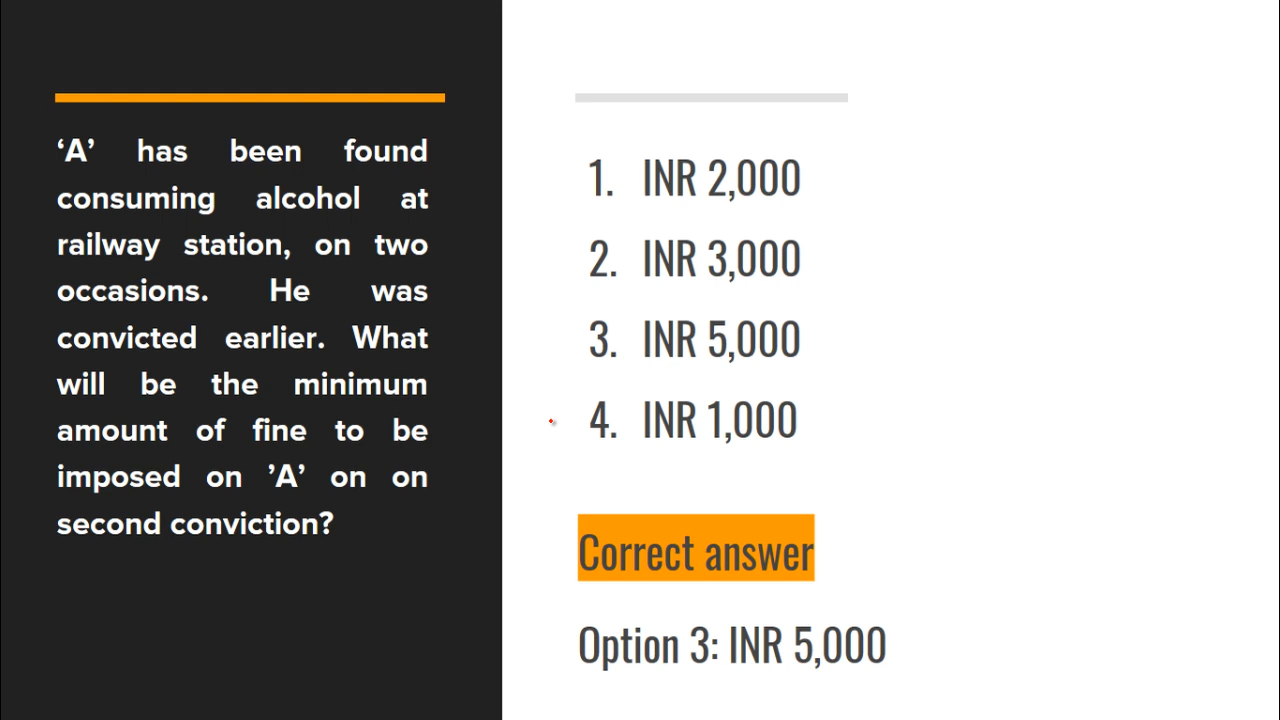 ‘A’ has been found
consuming alcohol at
railway station, on two
occasions. He was
convicted earlier. What
will be the minimum
amount of fine to be
imposed on ’A’ on on
second conviction?
1. INR 2,000
2. INR 3,000
3. INR 5,000
4. INR 1,000
Correct answer
Option 3: INR 5,000